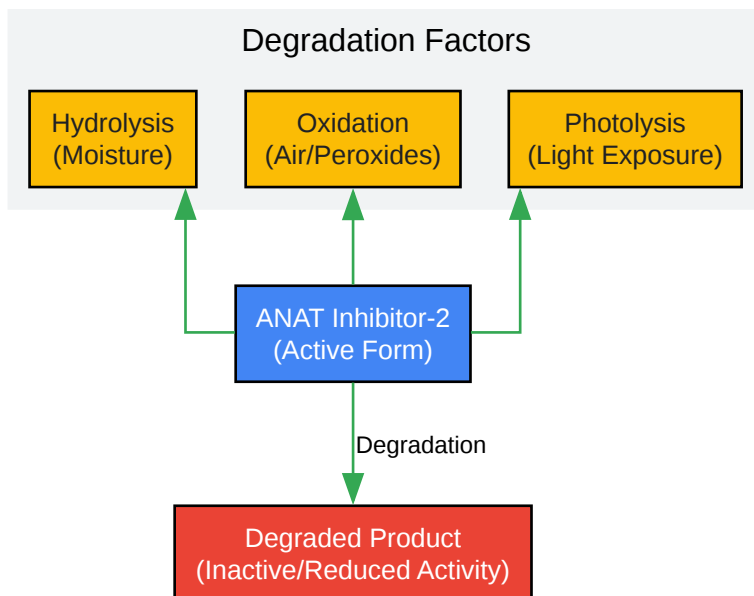 Degradation Factors
Hydrolysis
(Moisture)
Oxidation
(Air/Peroxides)
Photolysis
(Light Exposure)
ANAT Inhibitor-2
(Active Form)
Degradation
Degraded Product
(Inactive/Reduced Activity)